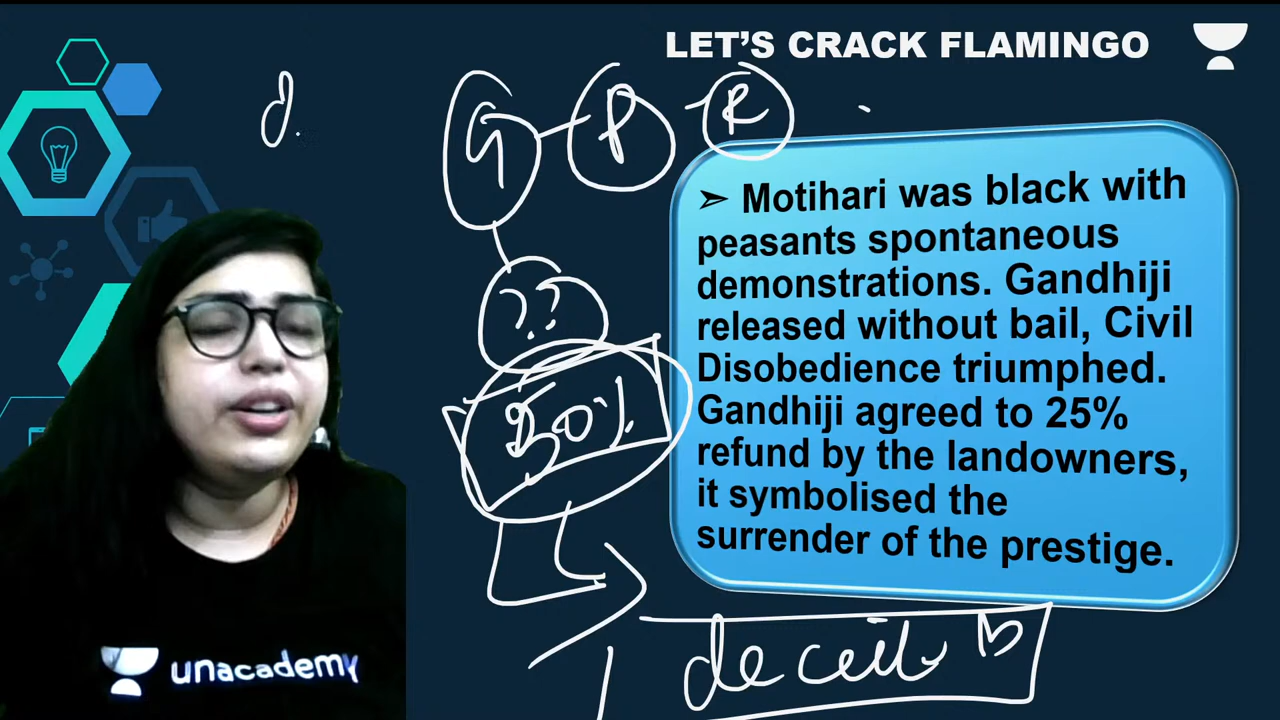 LET'S CRACK FLAMINGO
d.
G P R
➢ Motihari was black with
peasants spontaneous
demonstrations. Gandhiji
released without bail, Civil
Disobedience triumphed.
Gandhiji agreed to 25%
refund by the landowners,
it symbolised the
surrender of the prestige.
??
50%
deceit
unacademy